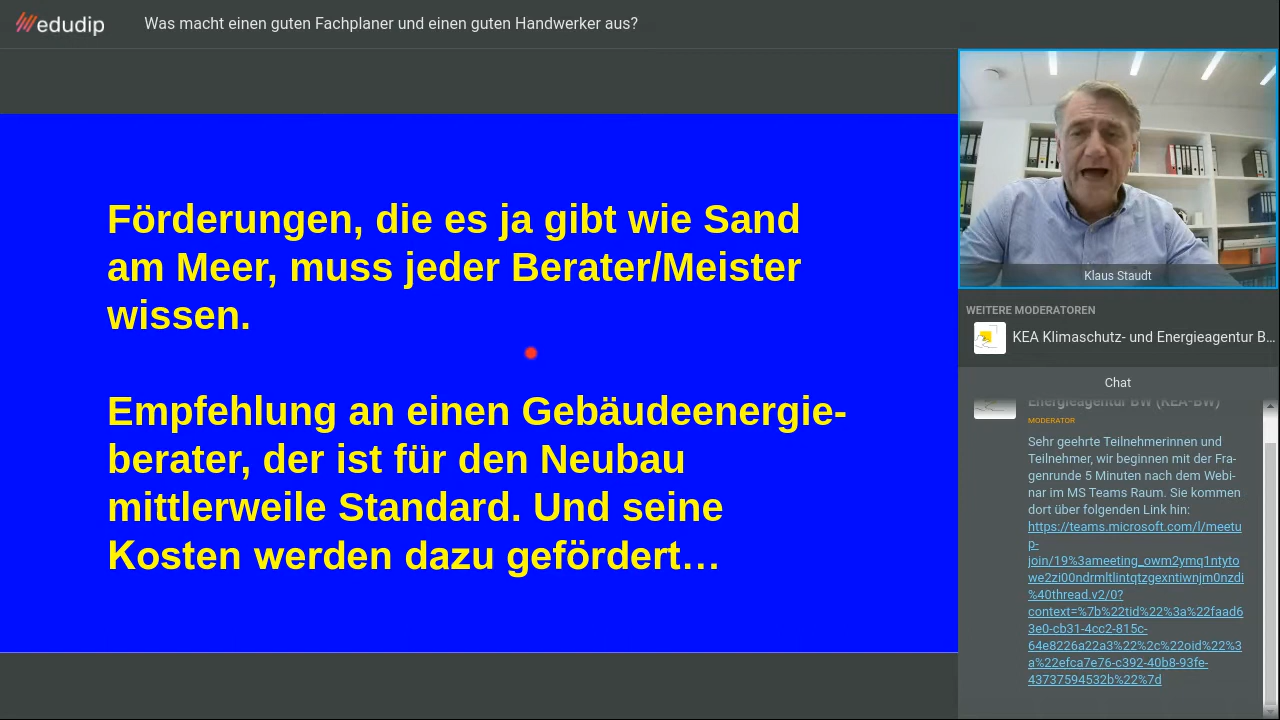 edudip
Was macht einen guten Fachplaner und einen guten Handwerker aus?
Förderungen, die es ja gibt wie Sand
am Meer, muss jeder Berater/Meister
wissen.
Empfehlung an einen Gebäudeenergie-
berater, der ist für den Neubau
mittlerweile Standard. Und seine
Kosten werden dazu gefördert…
Klaus Staudt
WEITERE MODERATOREN
KEA Klimaschutz- und Energieagentur B...
Chat
Energieagentur BW (KEA-BW)
MODERATOR
Sehr geehrte Teilnehmerinnen und
Teilnehmer, wir beginnen mit der Fra-
genrunde 5 Minuten nach dem Webi-
nar im MS Teams Raum. Sie kommen
dort über folgenden Link hin:
https://teams.microsoft.com/l/meetu
p-
join/19%3ameeting_owm2ymq1ntyto
we2zi00ndrmltlintqtzgexntiwnjm0nzdi
%40thread.v2/0?
context=%7b%22tid%22%3a%22faad6
3e0-cb31-4cc2-815c-
64e8226a22a3%22%2c%22oid%22%3
a%22efca7e76-c392-40b8-93fe-
43737594532b%22%7d